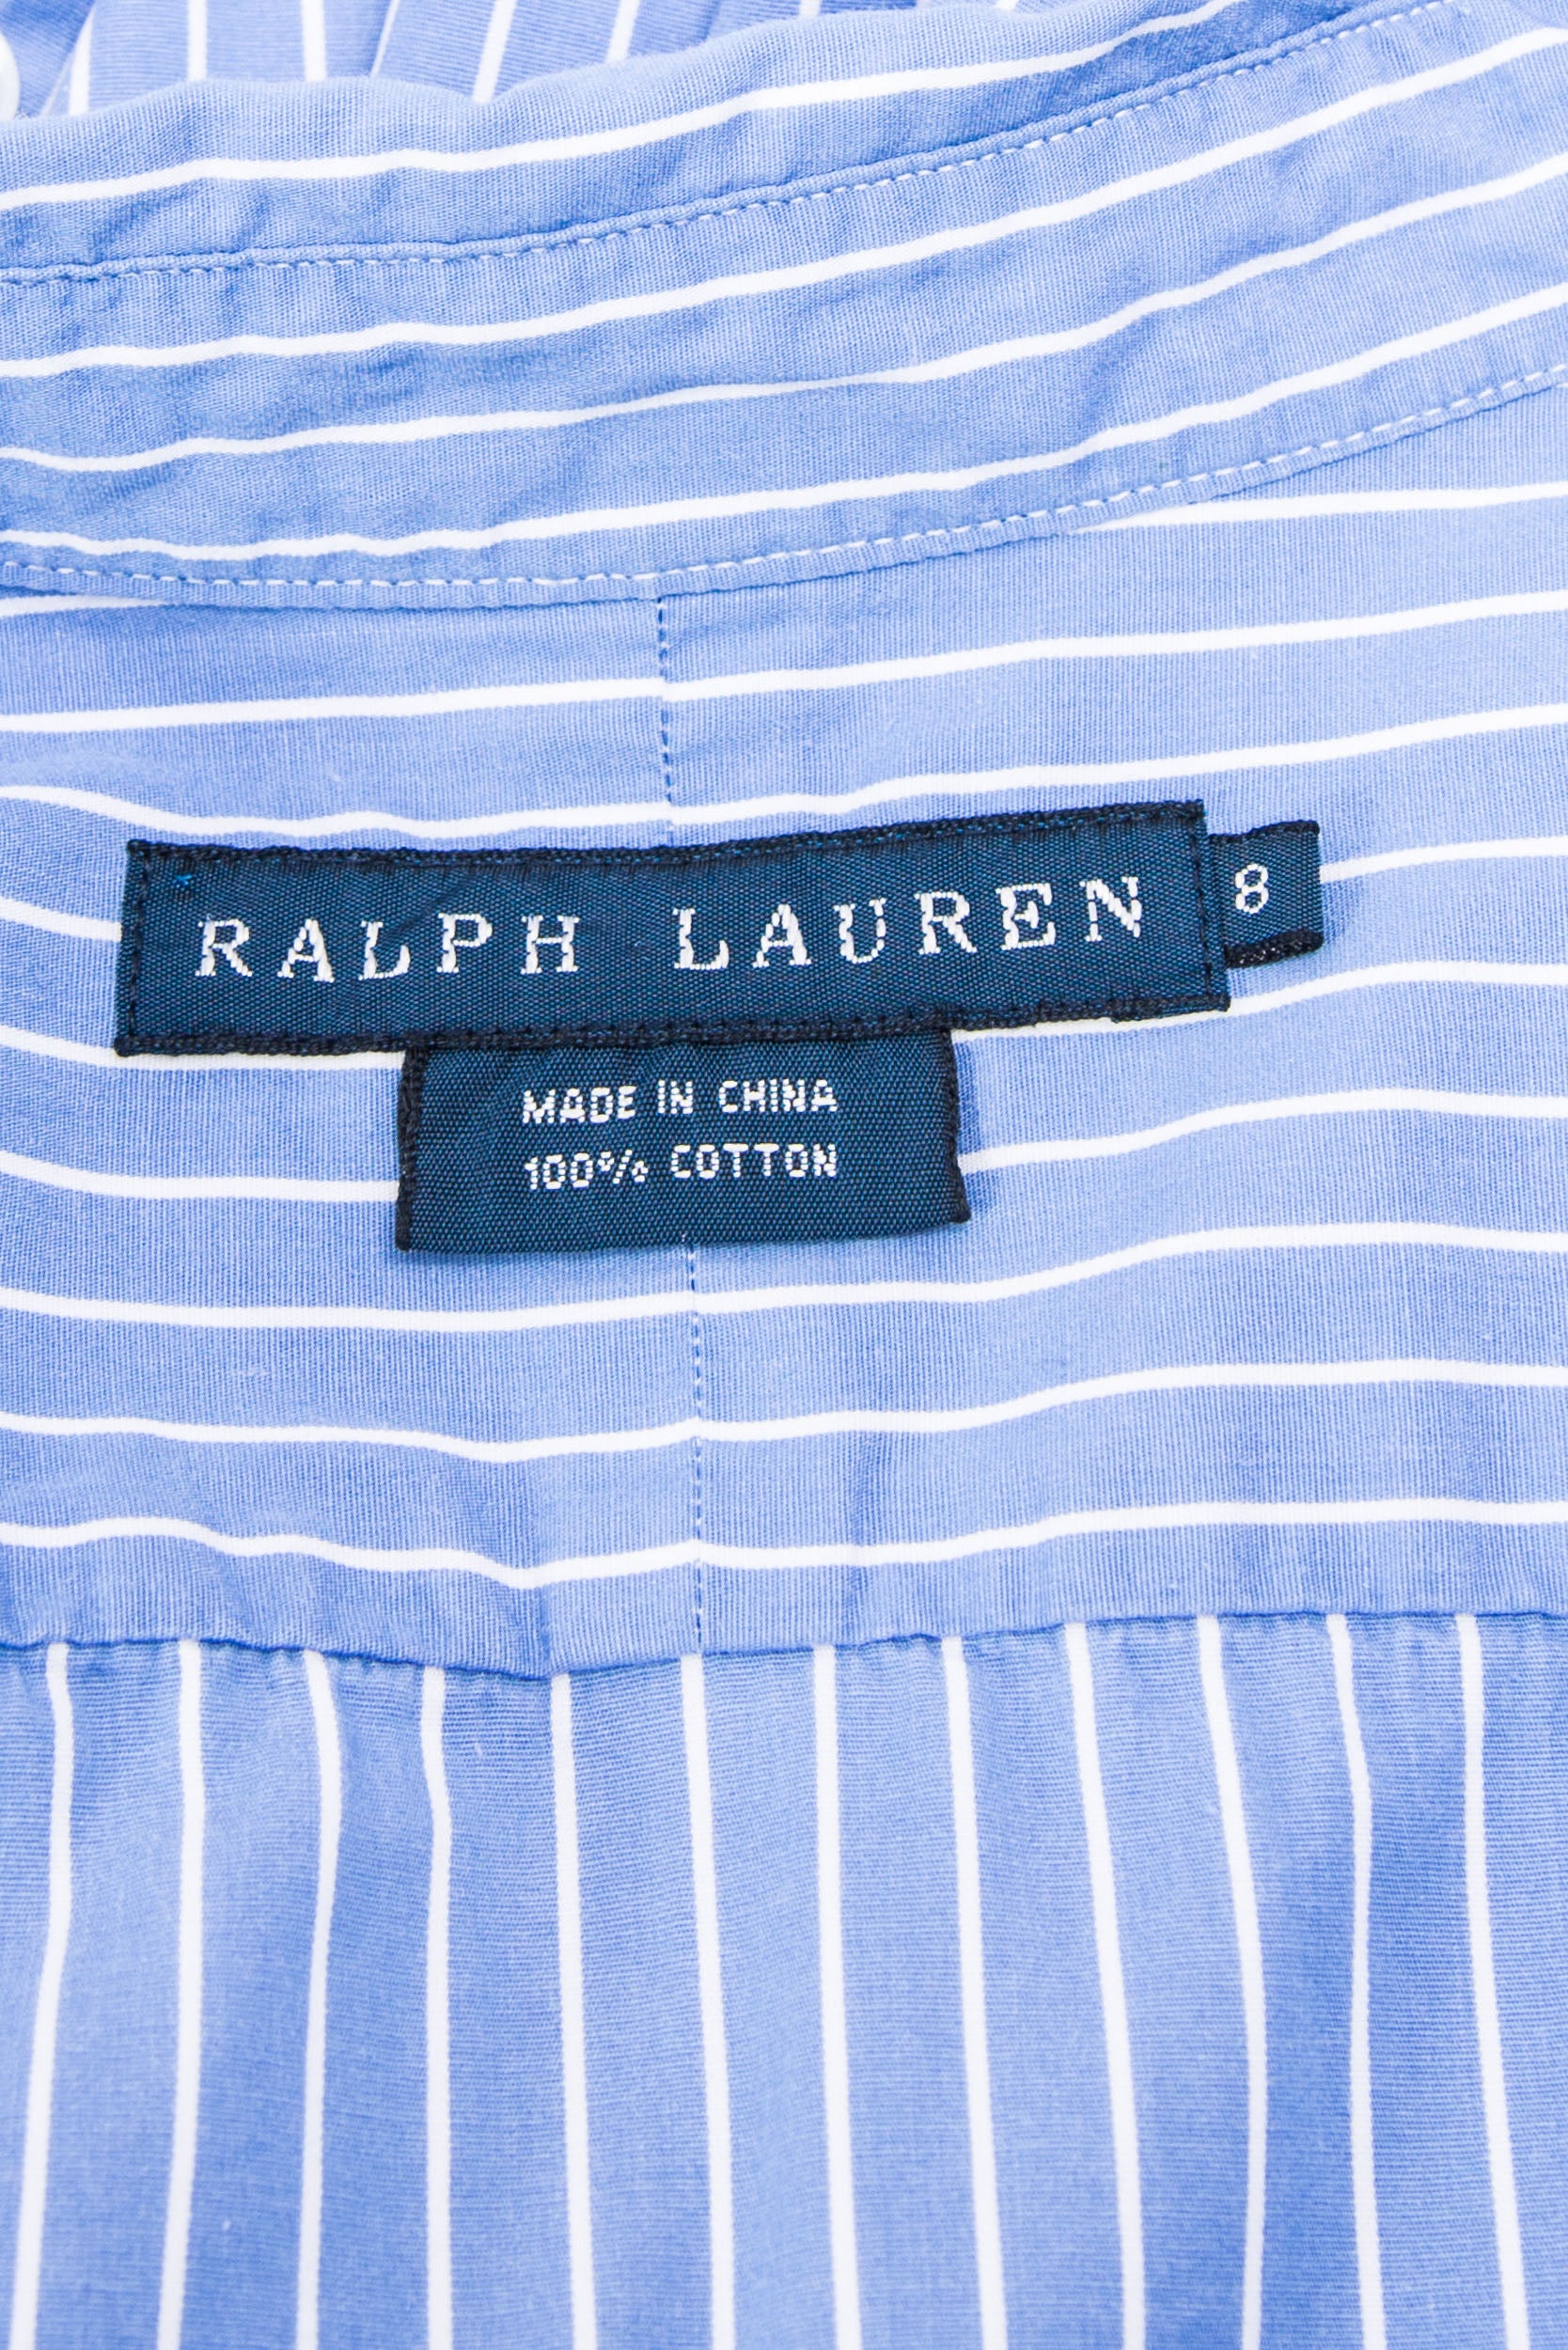 RALPH LAUREN 8
MADE IN CHINA
100% COTTON